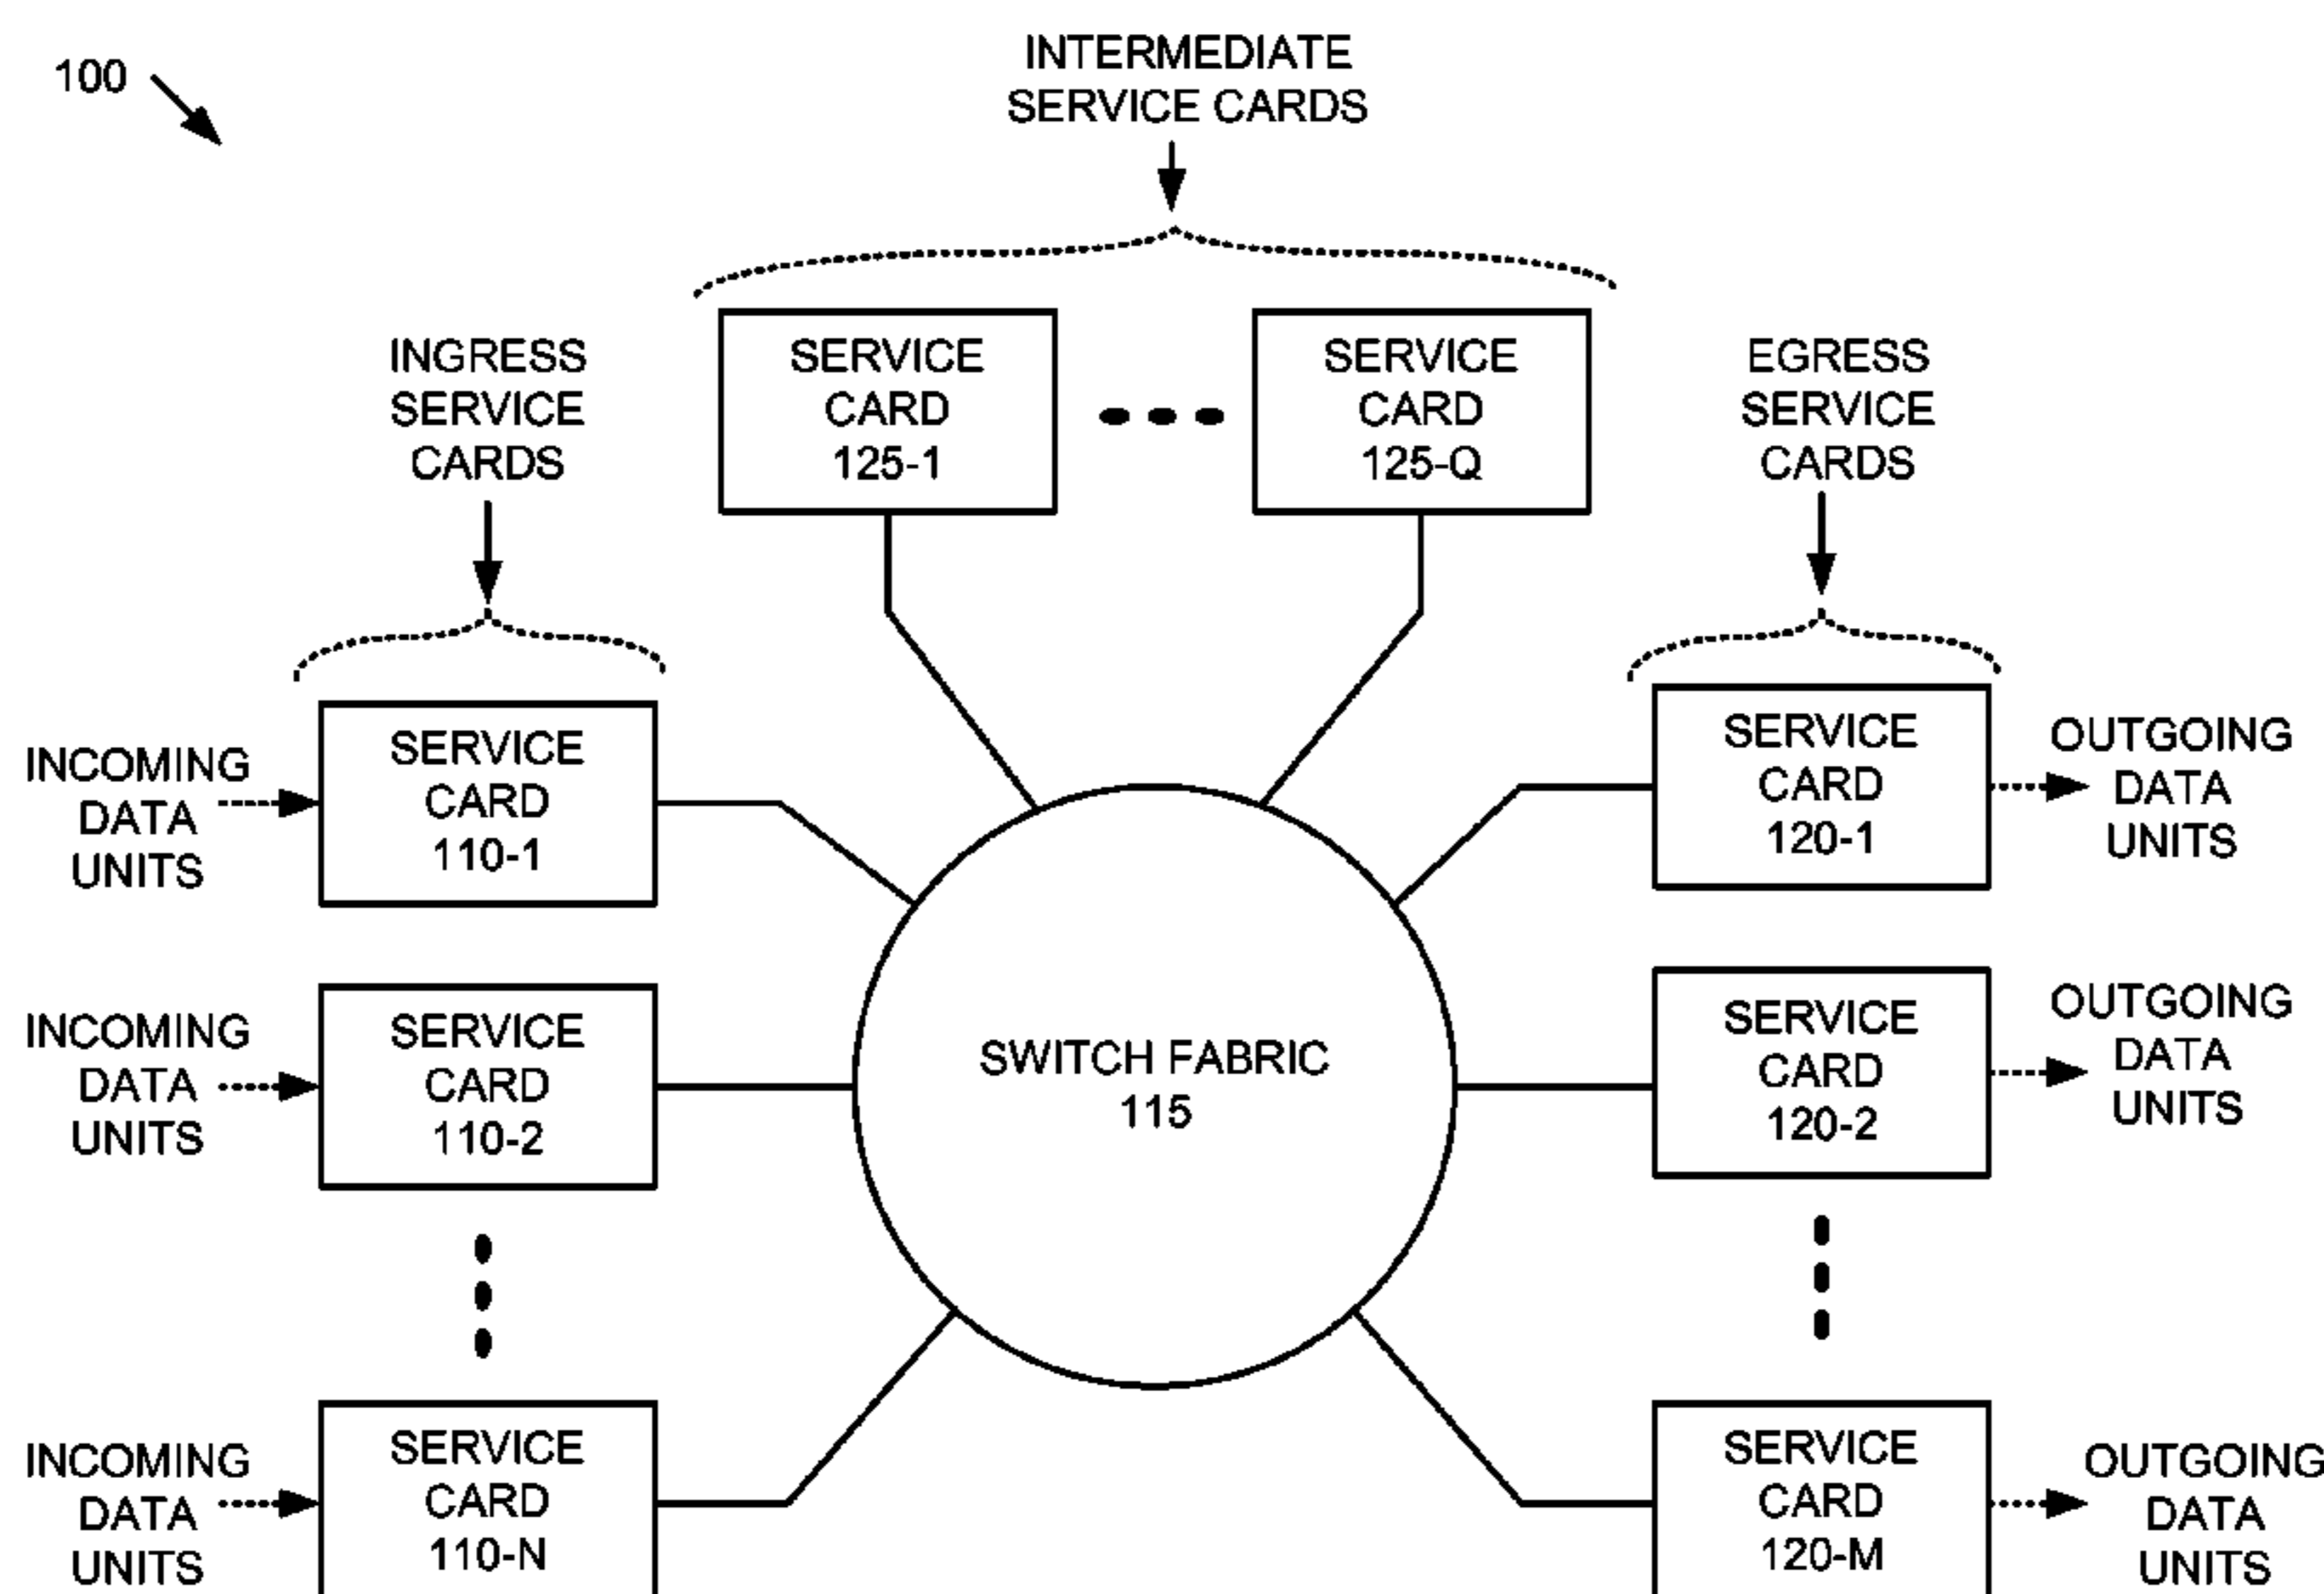 100
INTERMEDIATE
SERVICE CARDS
INGRESS
SERVICE
CARDS
SERVICE
CARD
125-1
SERVICE
CARD
125-Q
EGRESS
SERVICE
CARDS
INCOMING
DATA
UNITS
SERVICE
CARD
110-1
SERVICE
CARD
120-1
OUTGOING
DATA
UNITS
INCOMING
DATA
UNITS
SERVICE
CARD
110-2
SWITCH FABRIC
115
SERVICE
CARD
120-2
OUTGOING
DATA
UNITS
INCOMING
DATA
UNITS
SERVICE
CARD
110-N
SERVICE
CARD
120-M
OUTGOING
DATA
UNITS